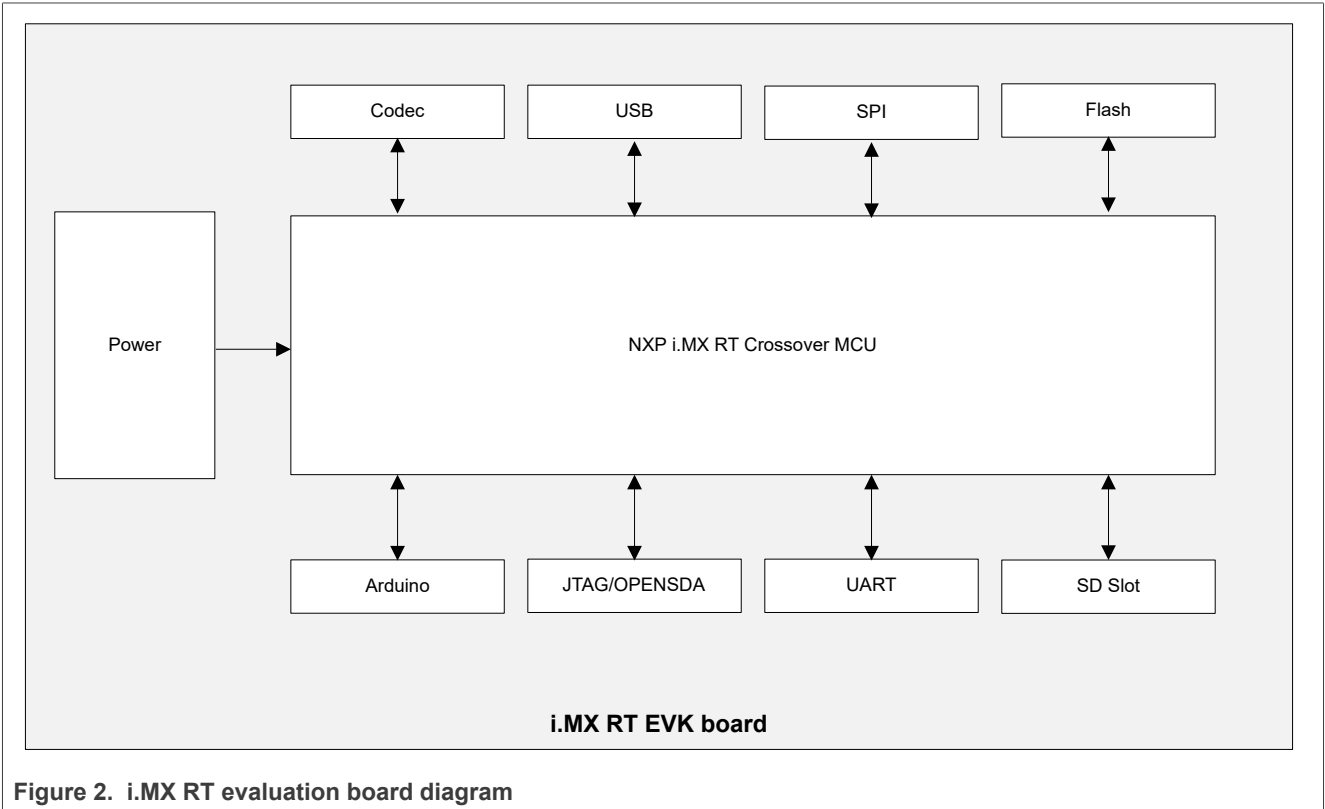 Codec
USB
SPI
Flash
Power
NXP i.MX RT Crossover MCU
Arduino
JTAG/OPENSDA
UART
SD Slot
i.MX RT EVK board
Figure 2. i.MX RT evaluation board diagram